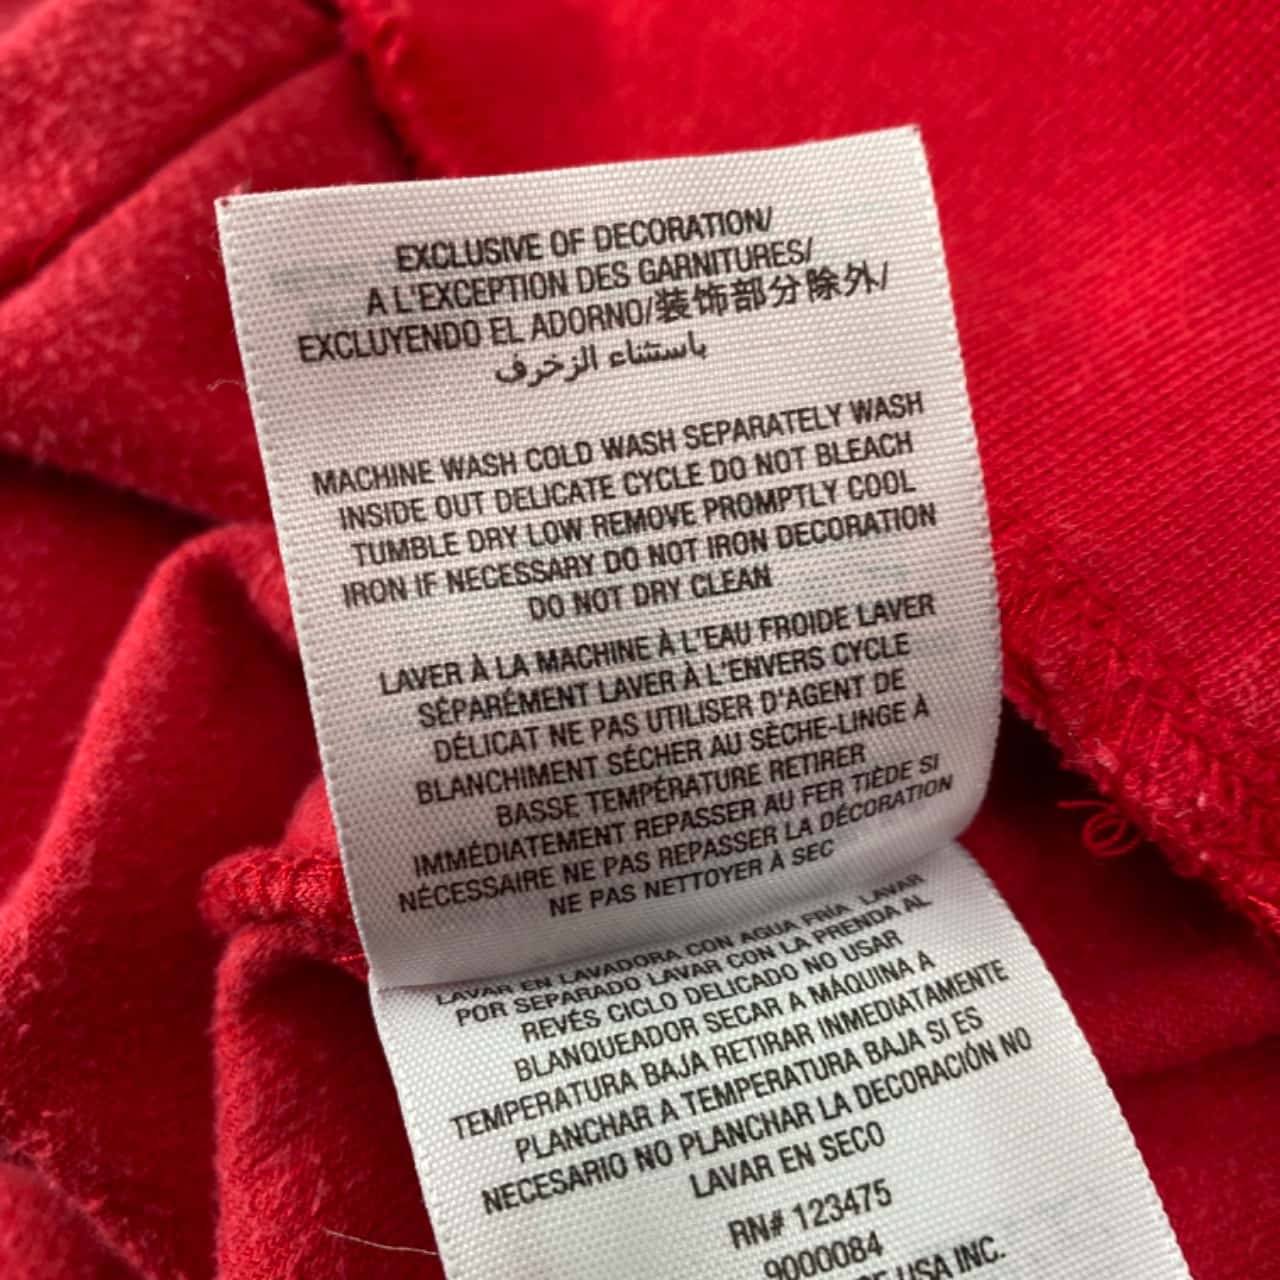 EXCLUSIVE OF DECORATION/
A L'EXCEPTION DES GARNITURES/
EXCLUYENDO EL ADORNO/装饰部分除外/
باستثناء الزخرف
MACHINE WASH COLD WASH SEPARATELY WASH
INSIDE OUT DELICATE CYCLE DO NOT BLEACH
TUMBLE DRY LOW REMOVE PROMPTLY COOL
IRON IF NECESSARY DO NOT IRON DECORATION
DO NOT DRY CLEAN
LAVER À LA MACHINE À L'EAU FROIDE LAVER
SÉPARÉMENT LAVER À L'ENVERS CYCLE
DÉLICAT NE PAS UTILISER D'AGENT DE
BLANCHIMENT SÉCHER AU SÈCHE-LINGE À
BASSE TEMPÉRATURE RETIRER
IMMÉDIATEMENT REPASSER AU FER TIÈDE SI
NÉCESSAIRE NE PAS REPASSER LA DÉCORATION
NE PAS NETTOYER À SEC
LAVAR EN LAVADORA CON AGUA FRÍA LAVAR
POR SEPARADO LAVAR CON LA PRENDA AL
REVÉS CICLO DELICADO NO USAR
BLANQUEADOR SECAR A MÁQUINA A
TEMPERATURA BAJA RETIRAR INMEDIATAMENTE
PLANCHAR A TEMPERATURA BAJA SI ES
NECESARIO NO PLANCHAR LA DECORACIÓN NO
LAVAR EN SECO
RN# 123475
9000084
USA INC.